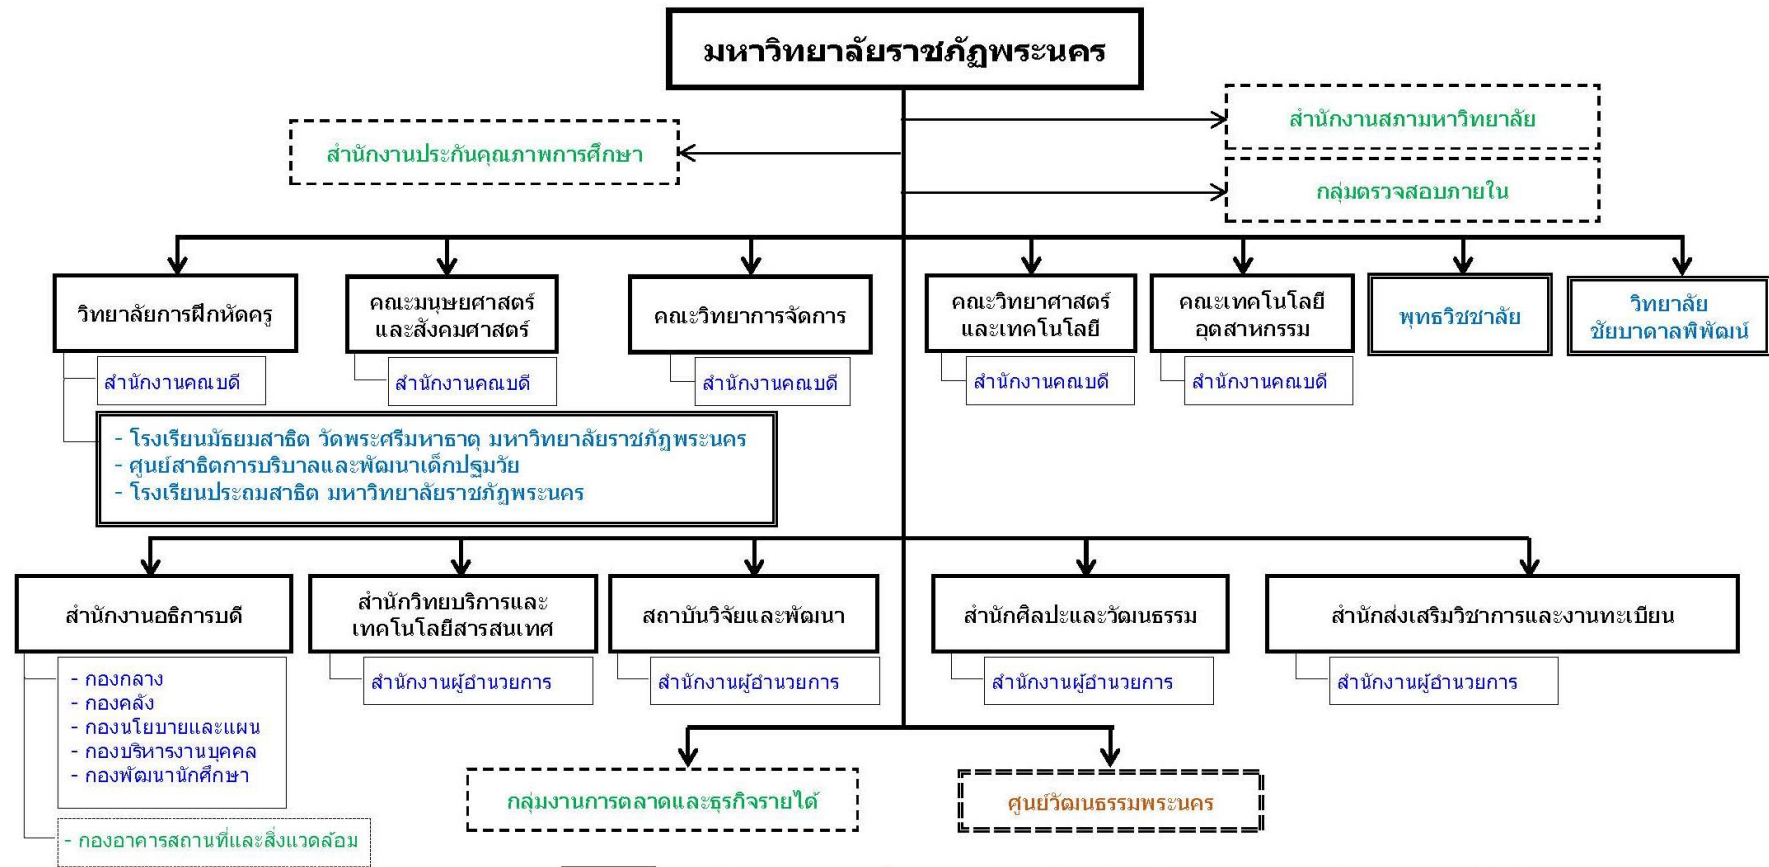 มหาวิทยาลัยราชภัฏพระนคร
สำนักงานสภามหาวิทยาลัย
สำนักงานประกันคุณภาพการศึกษา
กลุ่มตรวจสอบภายใน
วิทยาลัยการฝึกหัดครู
คณะมนุษยศาสตร์
และสังคมศาสตร์
คณะวิทยาการจัดการ
คณะวิทยาศาสตร์
และเทคโนโลยี
คณะเทคโนโลยี
อุตสาหกรรม
พุทธวิชชาลัย
วิทยาลัย
ชัยบาดาลพิพัฒน์
สำนักงานคณบดี
สำนักงานคณบดี
สำนักงานคณบดี
สำนักงานคณบดี
สำนักงานคณบดี
- โรงเรียนมัธยมสาธิต วัดพระศรีมหาธาตุ มหาวิทยาลัยราชภัฏพระนคร
- ศูนย์สาธิตการบริบาลและพัฒนาเด็กปฐมวัย
- โรงเรียนประถมสาธิต มหาวิทยาลัยราชภัฏพระนคร
สำนักงานอธิการบดี
สำนักวิทยบริการและ
เทคโนโลยีสารสนเทศ
สถาบันวิจัยและพัฒนา
สำนักศิลปะและวัฒนธรรม
สำนักส่งเสริมวิชาการและงานทะเบียน
- กองกลาง
- กองคลัง
- กองนโยบายและแผน
- กองบริหารงานบุคคล
- กองพัฒนานักศึกษา
สำนักงานผู้อำนวยการ
สำนักงานผู้อำนวยการ
สำนักงานผู้อำนวยการ
สำนักงานผู้อำนวยการ
- กองอาคารสถานที่และสิ่งแวดล้อม
กลุ่มงานการตลาดและธุรกิจรายได้
ศูนย์วัฒนธรรมพระนคร